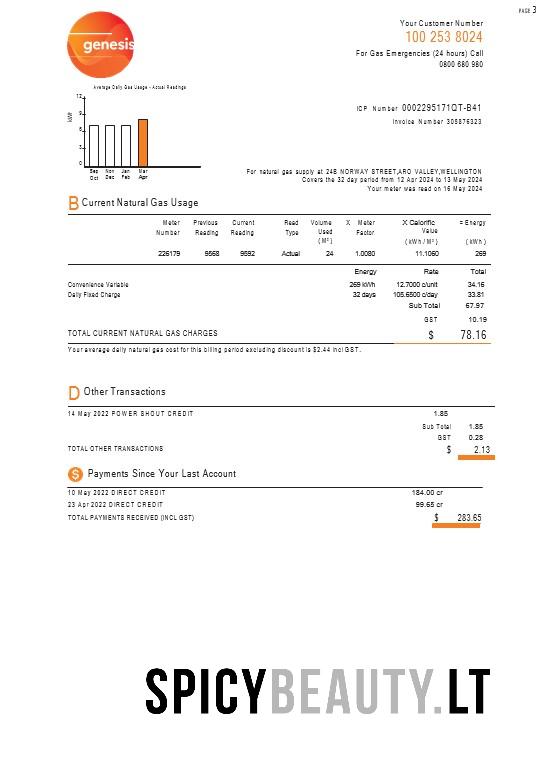 PAGE 3
genesis
Your Customer Number
100 253 8024
For Gas Emergencies (24 hours) Call
0800 680 980
Average Daily Gas Usage - Actual Readings
kWh
12
9
6
3
0
Sep Nov Jan Mar
Oct Dec Feb Apr
ICP Number 0002295171QT-B41
Invoice Number 305876323
For natural gas supply at 24B NORWAY STREET,ARO VALLEY,WELLINGTON
Covers the 32 day period from 12 Apr 2024 to 13 May 2024
Your meter was read on 16 May 2024
B Current Natural Gas Usage
Meter Previous Current Read Volume X Meter X Calorific = Energy
Number Reading Reading Type Used Factor Value
(M³) (kWh / M³) (kWh)
226179 9568 9592 Actual 24 1.0080 11.1060 269
Energy Rate Total
Convenience Variable 269 kWh 12.7000 c/unit 34.16
Daily Fixed Charge 32 days 105.6500 c/day 33.81
Sub Total 67.97
GST 10.19
TOTAL CURRENT NATURAL GAS CHARGES $ 78.16
Your average daily natural gas cost for this billing period excluding discount is $2.44 incl GST.
D Other Transactions
14 May 2022 POWER SHOUT CREDIT 1.85
Sub Total 1.85
GST 0.28
TOTAL OTHER TRANSACTIONS $ 2.13
$ Payments Since Your Last Account
10 May 2022 DIRECT CREDIT 184.00 cr
23 Apr 2022 DIRECT CREDIT 99.65 cr
TOTAL PAYMENTS RECEIVED (INCL GST) $ 283.65
SPICYBEAUTY.LT